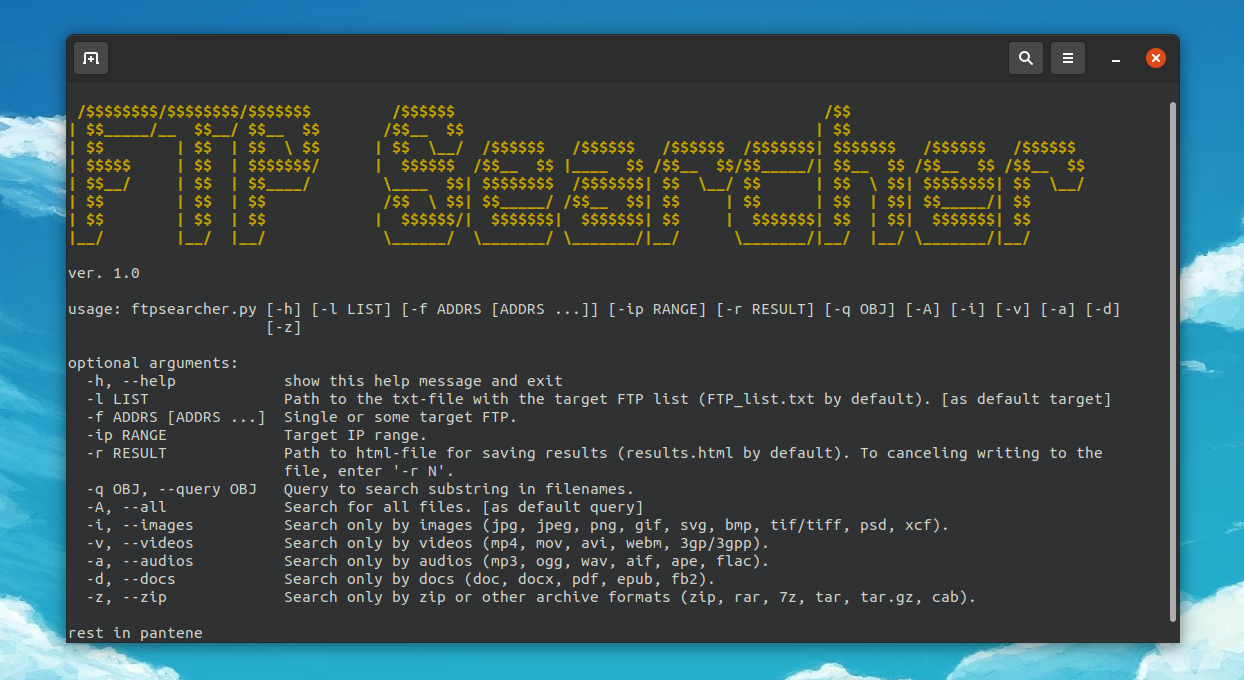 FTP Searcher
ver. 1.0
usage: ftpsearcher.py [-h] [-l LIST] [-f ADDRS [ADDRS ...]] [-ip RANGE] [-r RESULT] [-q OBJ] [-A] [-i] [-v] [-a] [-d]
[-z]
optional arguments:
-h, --help show this help message and exit
-l LIST Path to the txt-file with the target FTP list (FTP_list.txt by default). [as default target]
-f ADDRS [ADDRS ...] Single or some target FTP.
-ip RANGE Target IP range.
-r RESULT Path to html-file for saving results (results.html by default). To canceling writing to the
file, enter '-r N'.
-q OBJ, --query OBJ Query to search substring in filenames.
-A, --all Search for all files. [as default query]
-i, --images Search only by images (jpg, jpeg, png, gif, svg, bmp, tif/tiff, psd, xcf).
-v, --videos Search only by videos (mp4, mov, avi, webm, 3gp/3gpp).
-a, --audios Search only by audios (mp3, ogg, wav, aif, ape, flac).
-d, --docs Search only by docs (doc, docx, pdf, epub, fb2).
-z, --zip Search only by zip or other archive formats (zip, rar, 7z, tar, tar.gz, cab).
rest in pantene